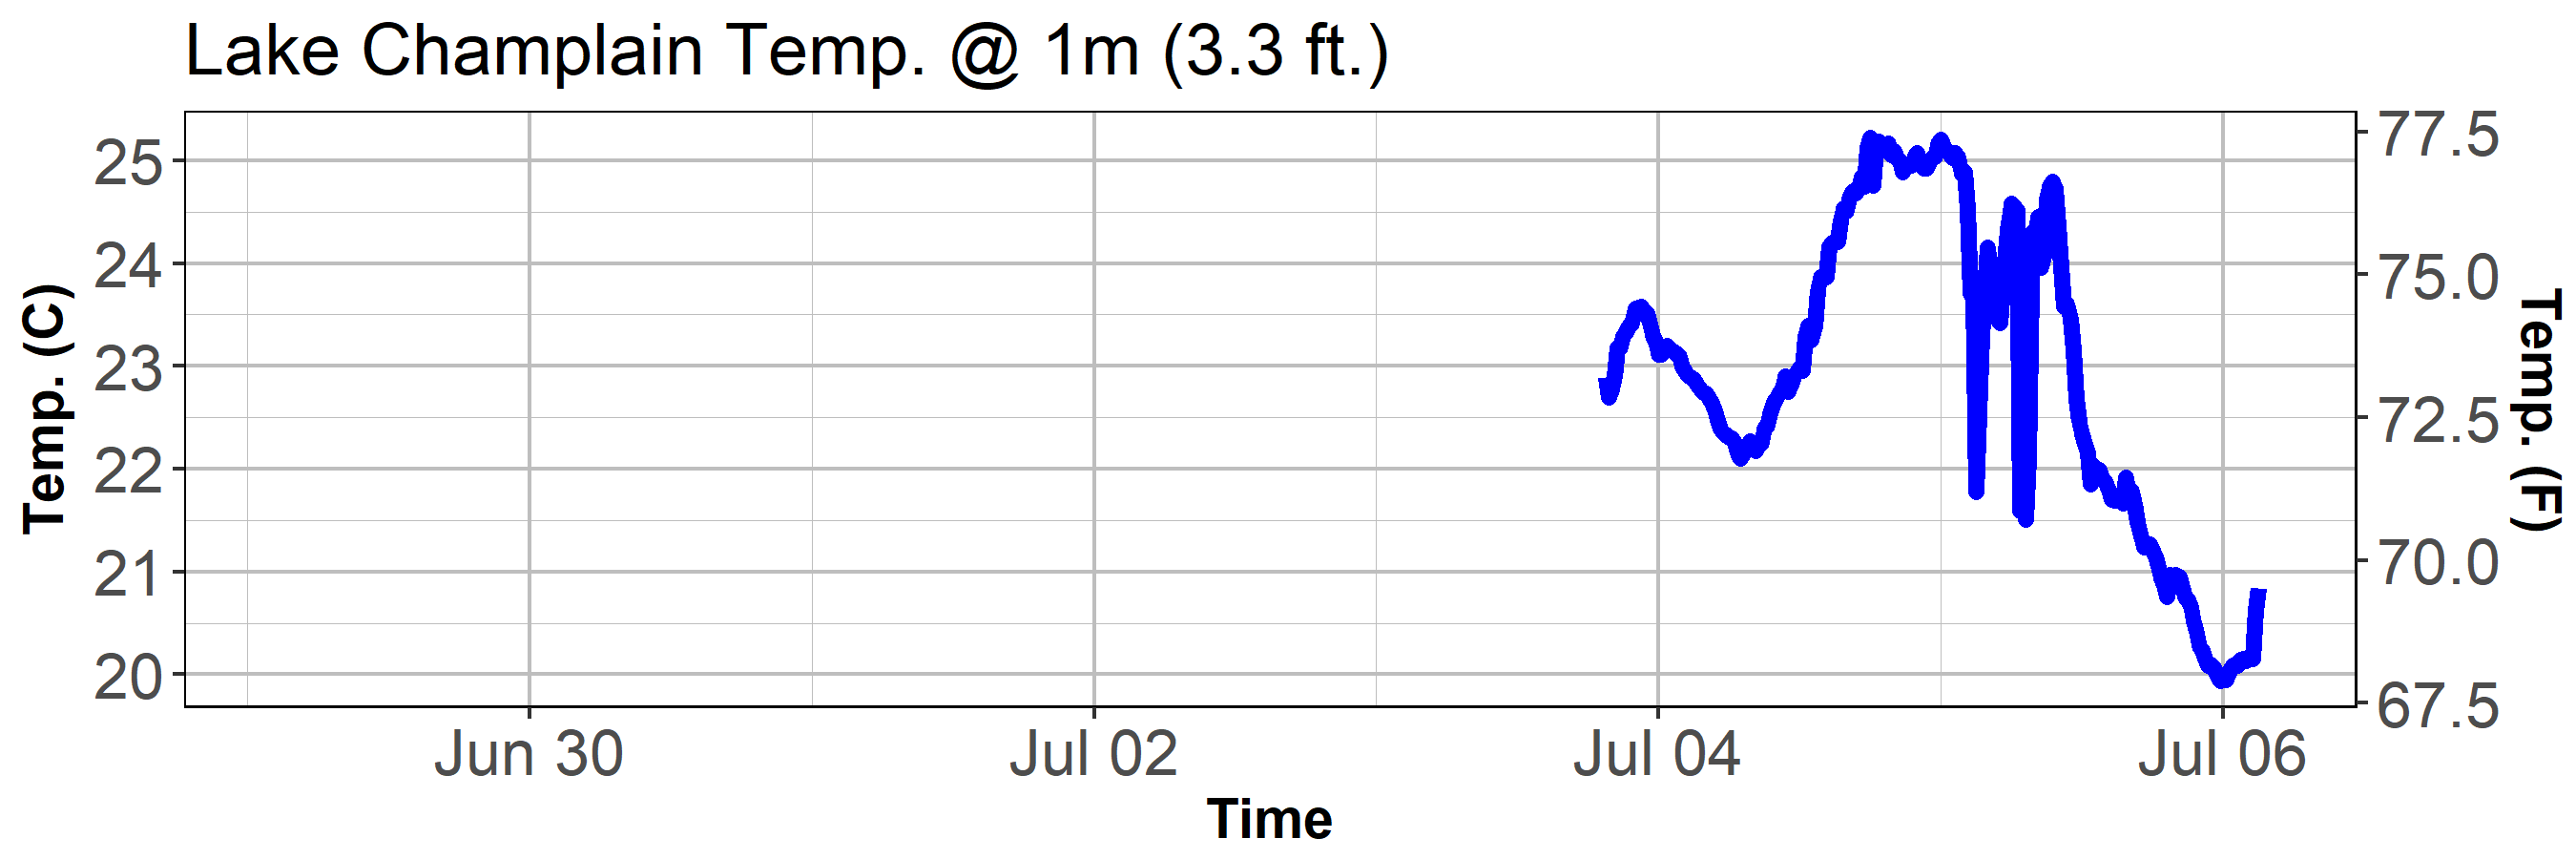 Lake Champlain Temp. @ 1m (3.3 ft.)
25
24
23
22
21
20
Temp. (C)
77.5
75.0
72.5
70.0
67.5
Temp. (F)
Jun 30
Jul 02
Jul 04
Jul 06
Time